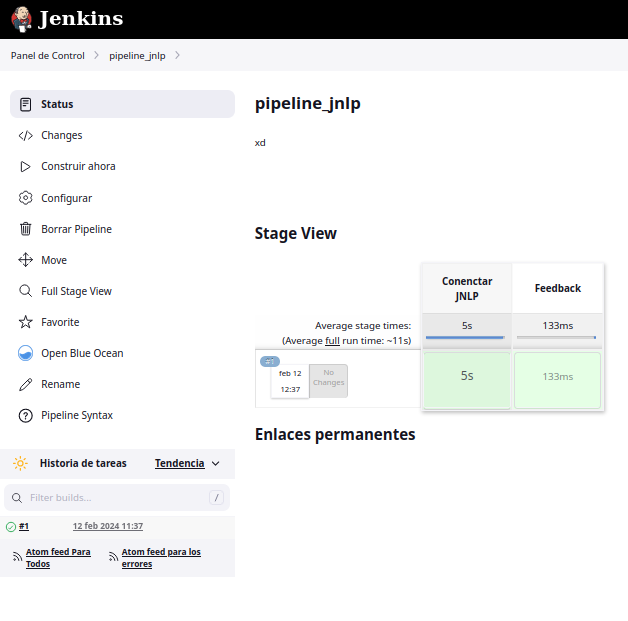 Jenkins
Panel de Control
pipeline_jnlp
Status
Changes
Construir ahora
Configurar
Borrar Pipeline
Move
Full Stage View
Favorite
Open Blue Ocean
Rename
Pipeline Syntax
Historia de tareas
Tendencia
Filter builds...
/
#1
12 feb 2024 11:37
Atom feed Para
Todos
Atom feed para los
errores
pipeline_jnlp
xd
Stage View
Conenctar
JNLP
Feedback
Average stage times:
(Average full run time: ~11s)
5s
133ms
#1
feb 12
12:37
No
Changes
5s
133ms
Enlaces permanentes